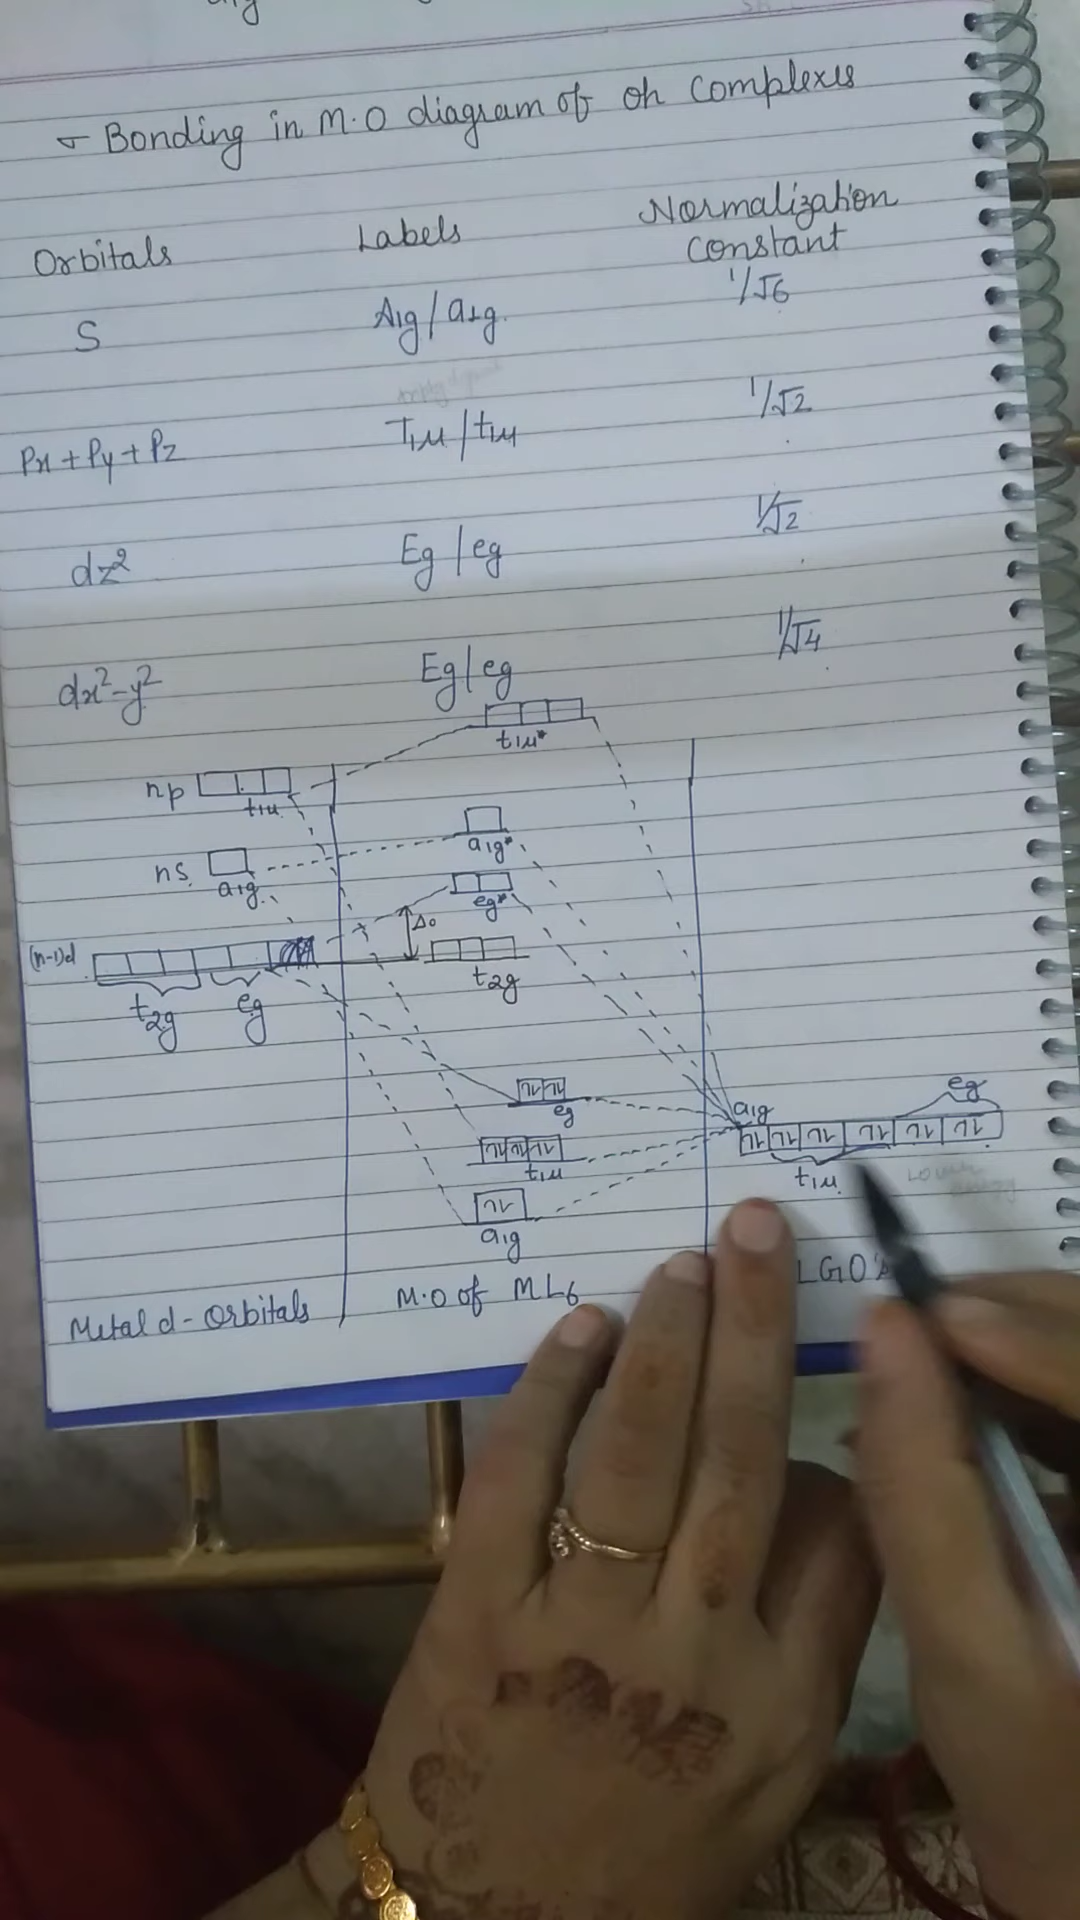 σ Bonding in M.O diagram of Oh Complexes
Orbitals Labels Normalization Constant
S A1g / a1g. 1/√6
Px + Py + Pz T1u / t1u 1/√2
dz² Eg / eg 1/√2
dx²-y² Eg / eg 1/√4
t1u*
np t1u
a1g*
ns a1g
eg*
Δo
(n-1)d
t2g eg t2g
eg
a1g eg
t1u t1u
a1g
LGO's
Metal d-Orbitals M.O of ML6